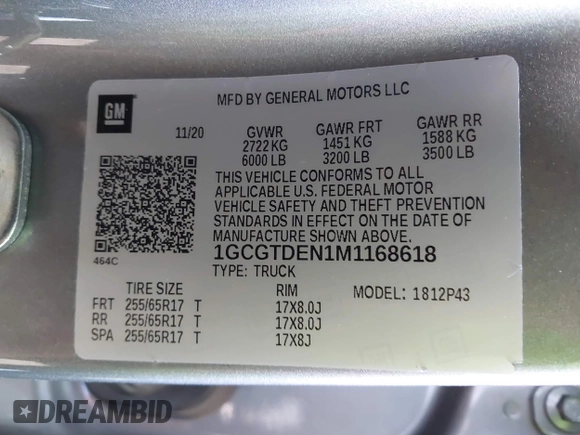 GM
MFD BY GENERAL MOTORS LLC
11/20 GVWR GAWR FRT GAWR RR
2722 KG 1451 KG 1588 KG
6000 LB 3200 LB 3500 LB
THIS VEHICLE CONFORMS TO ALL
APPLICABLE U.S. FEDERAL MOTOR
VEHICLE SAFETY AND THEFT PREVENTION
STANDARDS IN EFFECT ON THE DATE OF
MANUFACTURE SHOWN ABOVE.
464C
1GCGTDEN1M1168618
TYPE: TRUCK
TIRE SIZE RIM MODEL: 1812P43
FRT 255/65R17 T 17X8.0J
RR 255/65R17 T 17X8.0J
SPA 255/65R17 T 17X8J
DREAMBID